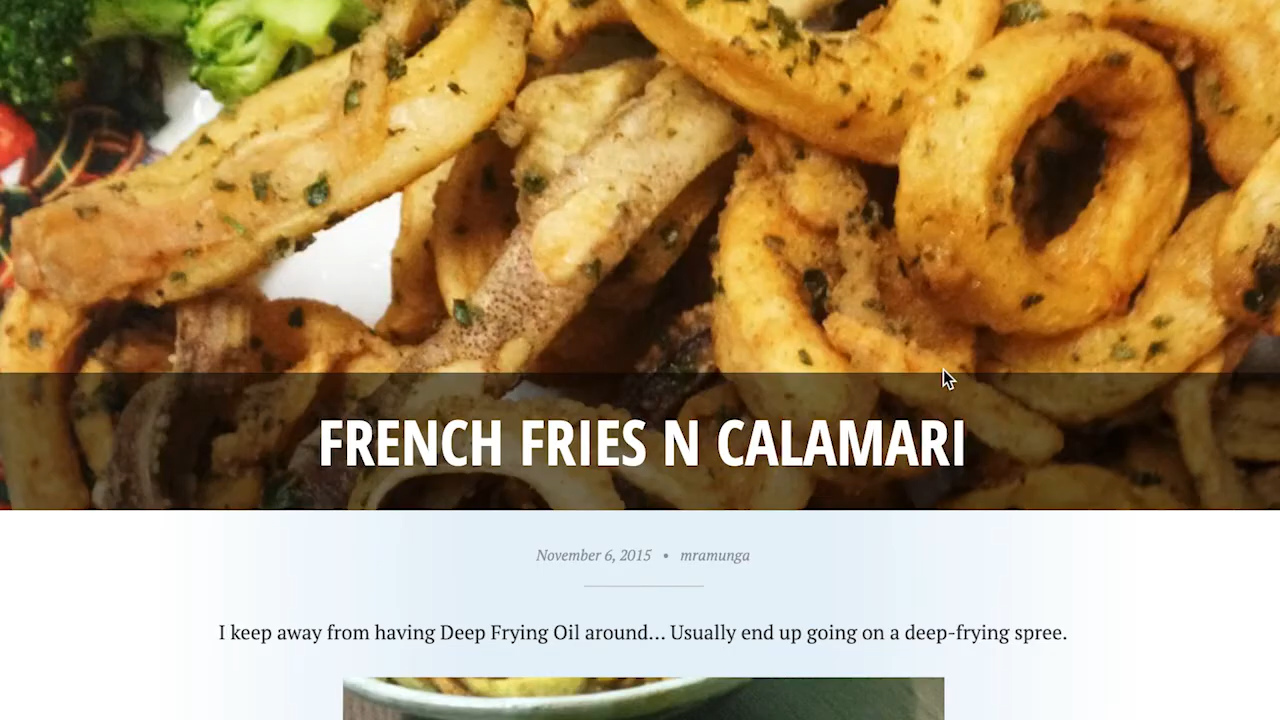 FRENCH FRIES N CALAMARI
November 6, 2015 • mramunga
I keep away from having Deep Frying Oil around… Usually end up going on a deep-frying spree.